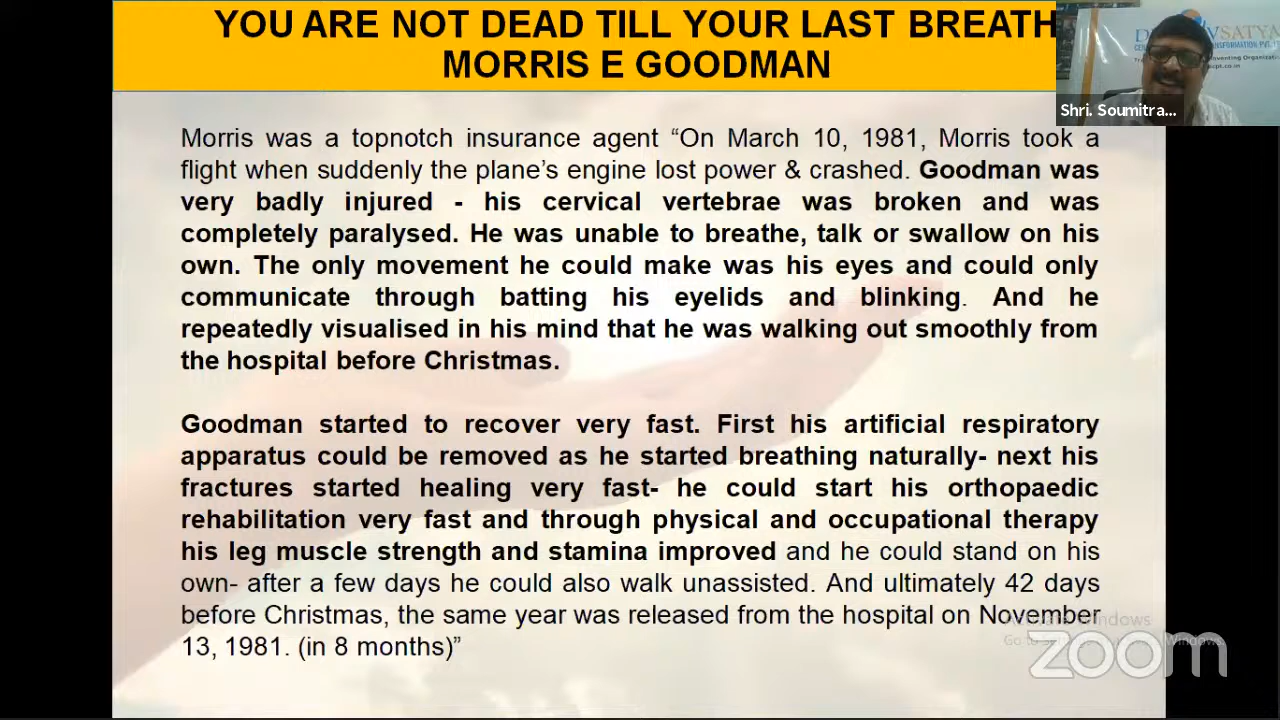 YOU ARE NOT DEAD TILL YOUR LAST BREATH
MORRIS E GOODMAN
Shri. Soumitra...
Morris was a topnotch insurance agent “On March 10, 1981, Morris took a
flight when suddenly the plane’s engine lost power & crashed. Goodman was
very badly injured - his cervical vertebrae was broken and was
completely paralysed. He was unable to breathe, talk or swallow on his
own. The only movement he could make was his eyes and could only
communicate through batting his eyelids and blinking. And he
repeatedly visualised in his mind that he was walking out smoothly from
the hospital before Christmas.
Goodman started to recover very fast. First his artificial respiratory
apparatus could be removed as he started breathing naturally- next his
fractures started healing very fast- he could start his orthopaedic
rehabilitation very fast and through physical and occupational therapy
his leg muscle strength and stamina improved and he could stand on his
own- after a few days he could also walk unassisted. And ultimately 42 days
before Christmas, the same year was released from the hospital on November
13, 1981. (in 8 months)”
Activate Windows
zoom